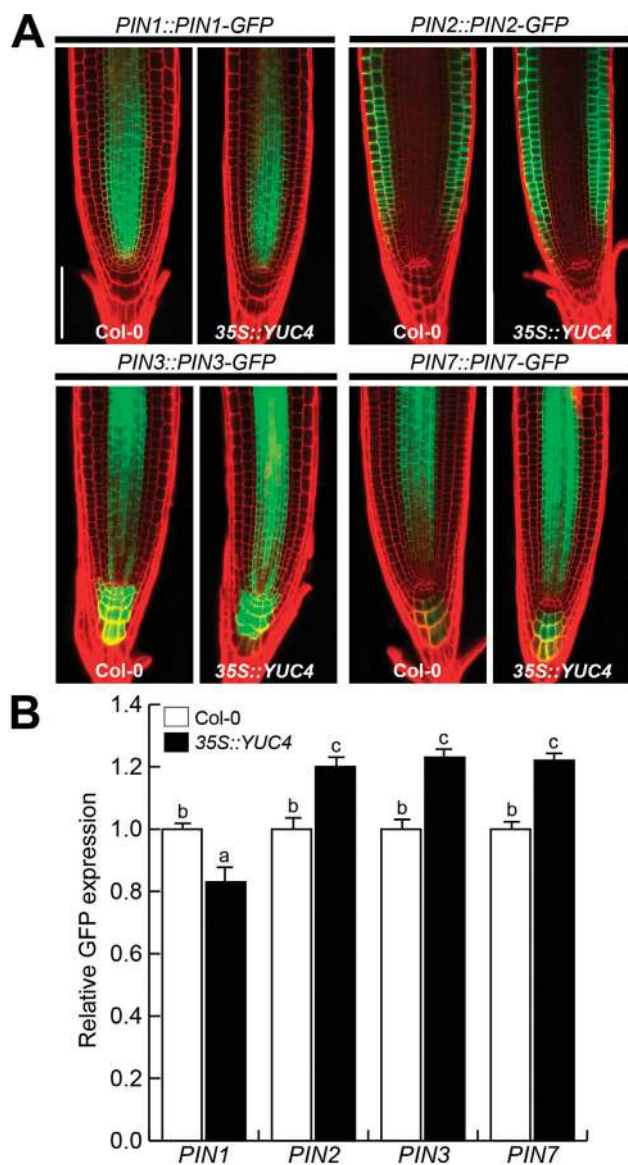 A
PIN1::PIN1-GFP
PIN2::PIN2-GFP
Col-0
35S::YUC4
Col-0
35S::YUC4
PIN3::PIN3-GFP
PIN7::PIN7-GFP
Col-0
35S::YUC4
Col-0
35S::YUC4
B
Relative GFP expression
1.4
1.2
1.0
0.8
0.6
0.4
0.2
0.0
Col-0
35S::YUC4
b
a
b
c
b
c
b
c
PIN1
PIN2
PIN3
PIN7